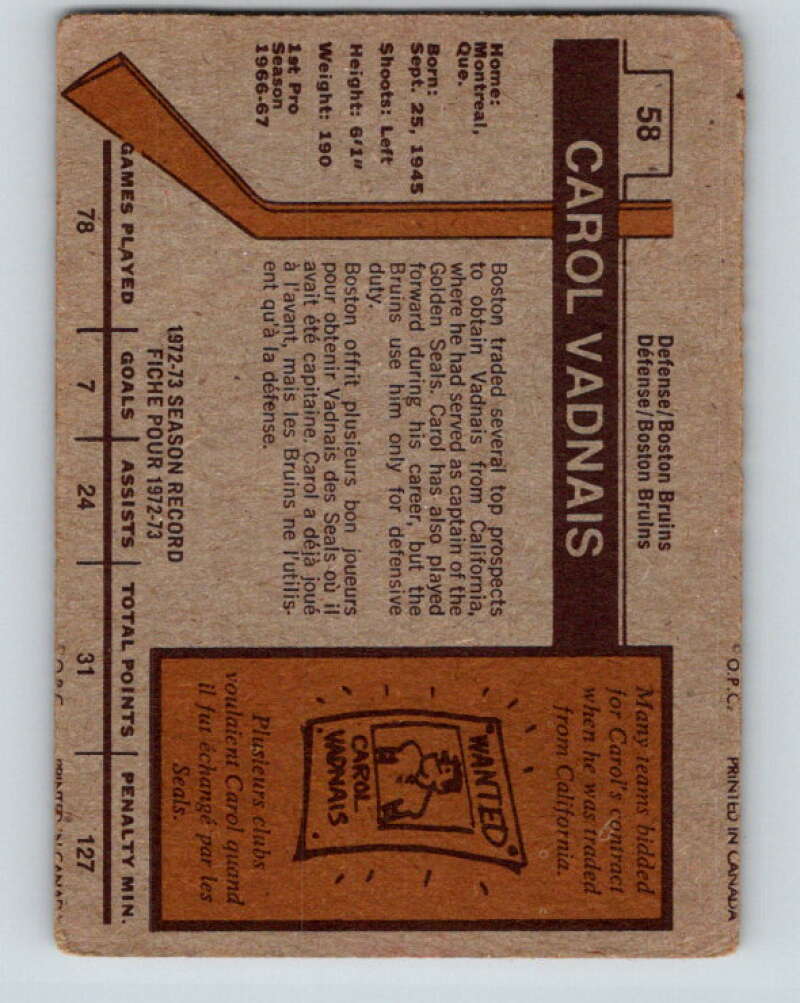 58
Defense/Boston Bruins
Défense/Boston Bruins
CAROL VADNAIS
Home:
Montreal,
Que.
Born:
Sept. 25, 1945
Shoots: Left
Height: 6'1"
Weight: 190
1st Pro
Season
1966-67
Boston traded several top prospects
to obtain Vadnais from California,
where he had served as captain of the
Golden Seals. Carol has also played
forward during his career, but the
Bruins use him only for defensive
duty.
Boston offrit plusieurs bon joueurs
pour obtenir Vadnais des Seals où il
avait été capitaine. Carol a déjà joué
à l'avant, mais les Bruins ne l'utilis-
ent qu'à la défense.
Many teams bidded
for Carol's contract
when he was traded
from California.
WANTED
CAROL
VADNAIS
Plusieurs clubs
voulaient Carol quand
il fut échangé par les
Seals.
1972-73 SEASON RECORD
FICHE POUR 1972-73
GAMES PLAYED GOALS ASSISTS TOTAL POINTS PENALTY MIN.
78 7 24 31 127
© O.P.C. PRINTED IN CANADA
© O.P.C. PRINTED IN CANADA